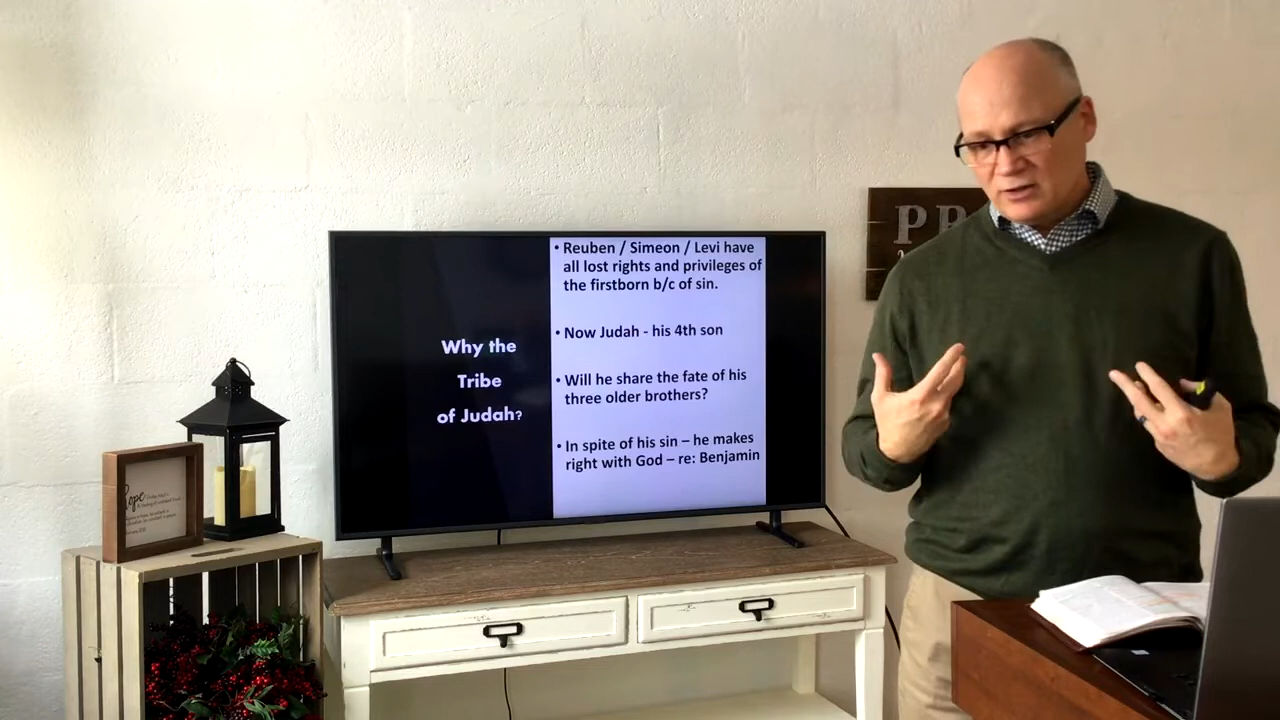 Why the
Tribe
of Judah?
• Reuben / Simeon / Levi have
all lost rights and privileges of
the firstborn b/c of sin.
• Now Judah - his 4th son
• Will he share the fate of his
three older brothers?
• In spite of his sin – he makes
right with God – re: Benjamin
PR
hope